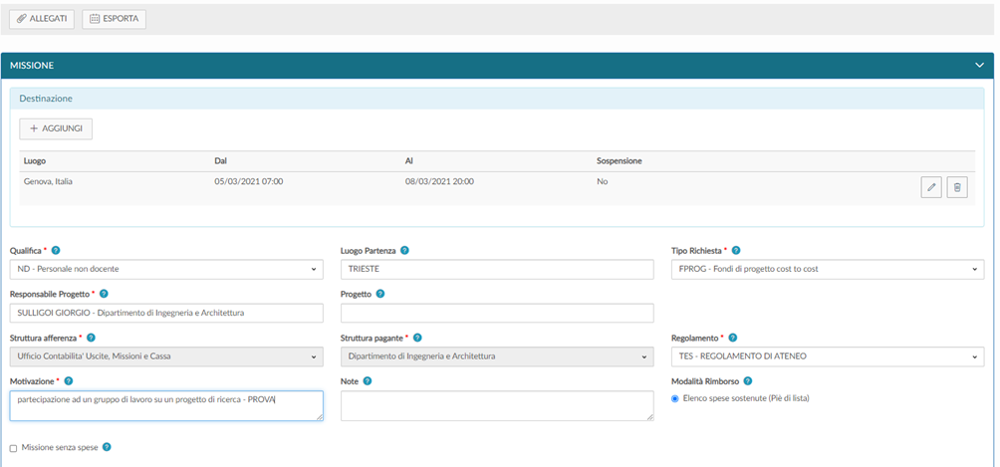 ALLEGATI ESPORTA
MISSIONE
Destinazione
+ AGGIUNGI
Luogo Dal Al Sospensione
Genova, Italia 05/03/2021 07:00 08/03/2021 20:00 No
Qualifica * ? Luogo Partenza ? Tipo Richiesta * ?
ND - Personale non docente TRIESTE FPROG - Fondi di progetto cost to cost
Responsabile Progetto * ? Progetto ?
SULLIGOI GIORGIO - Dipartimento di Ingegneria e Architettura
Struttura afferenza * ? Struttura pagante * ? Regolamento * ?
Ufficio Contabilita' Uscite, Missioni e Cassa Dipartimento di Ingegneria e Architettura TES - REGOLAMENTO DI ATENEO
Motivazione * ? Note ? Modalità Rimborso ?
partecipazione ad un gruppo di lavoro su un progetto di ricerca - PROVA Elenco spese sostenute (Piè di lista)
Missione senza spese ?